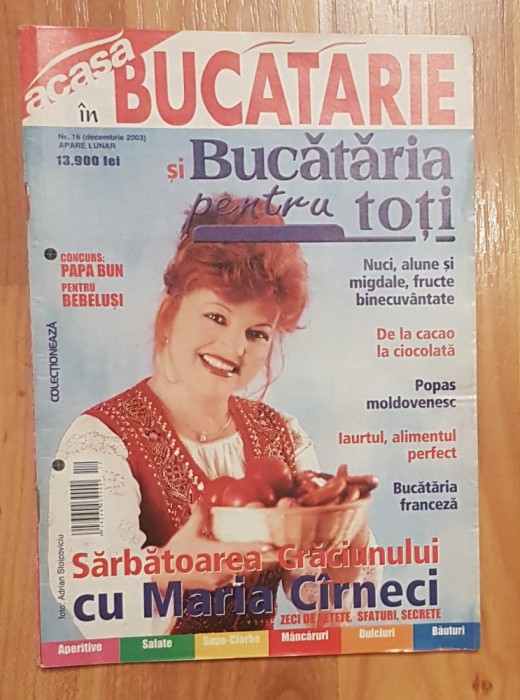 acasă
în BUCATARIE
Nr. 16 (decembrie 2003)
APARE LUNAR
13.900 lei
și Bucătăria
pentru toți
CONCURS:
PAPA BUN
PENTRU
BEBELUȘI
COLECȚIONEAZĂ
Nuci, alune și
migdale, fructe
binecuvântate
De la cacao
la ciocolată
Popas
moldovenesc
Iaurtul, alimentul
perfect
Bucătăria
franceză
foto: Adrian Stoicoviciu
Sărbătoarea Crăciunului
cu Maria Cîrneci
ZECI DE REȚETE, SFATURI, SECRETE
Aperitive Salate Supe-Ciorbe Mâncăruri Dulciuri Băuturi